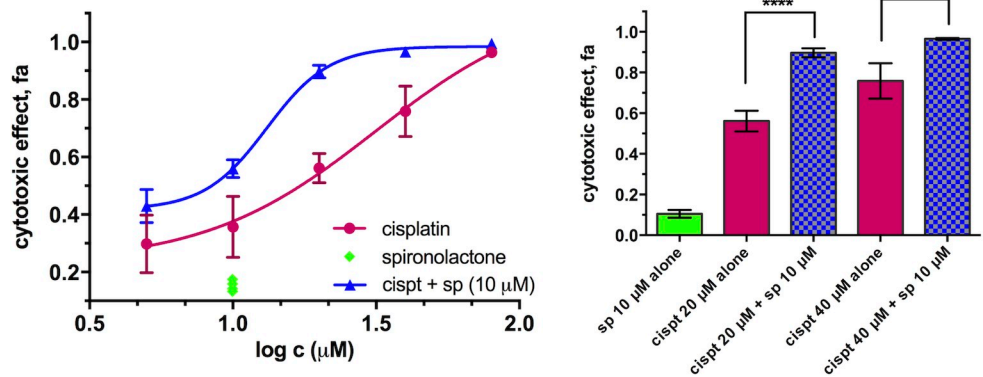 cytotoxic effect, fa
1.0
0.8
0.6
0.4
0.2
0.5
1.0
1.5
2.0
log c (μM)
cisplatin
spironolactone
cispt + sp (10 μM)
cytotoxic effect, fa
1.0
0.8
0.6
0.4
0.2
0.0
****
sp 10 μM alone
cispt 20 μM alone
cispt 20 μM + sp 10 μM
cispt 40 μM alone
cispt 40 μM + sp 10 μM